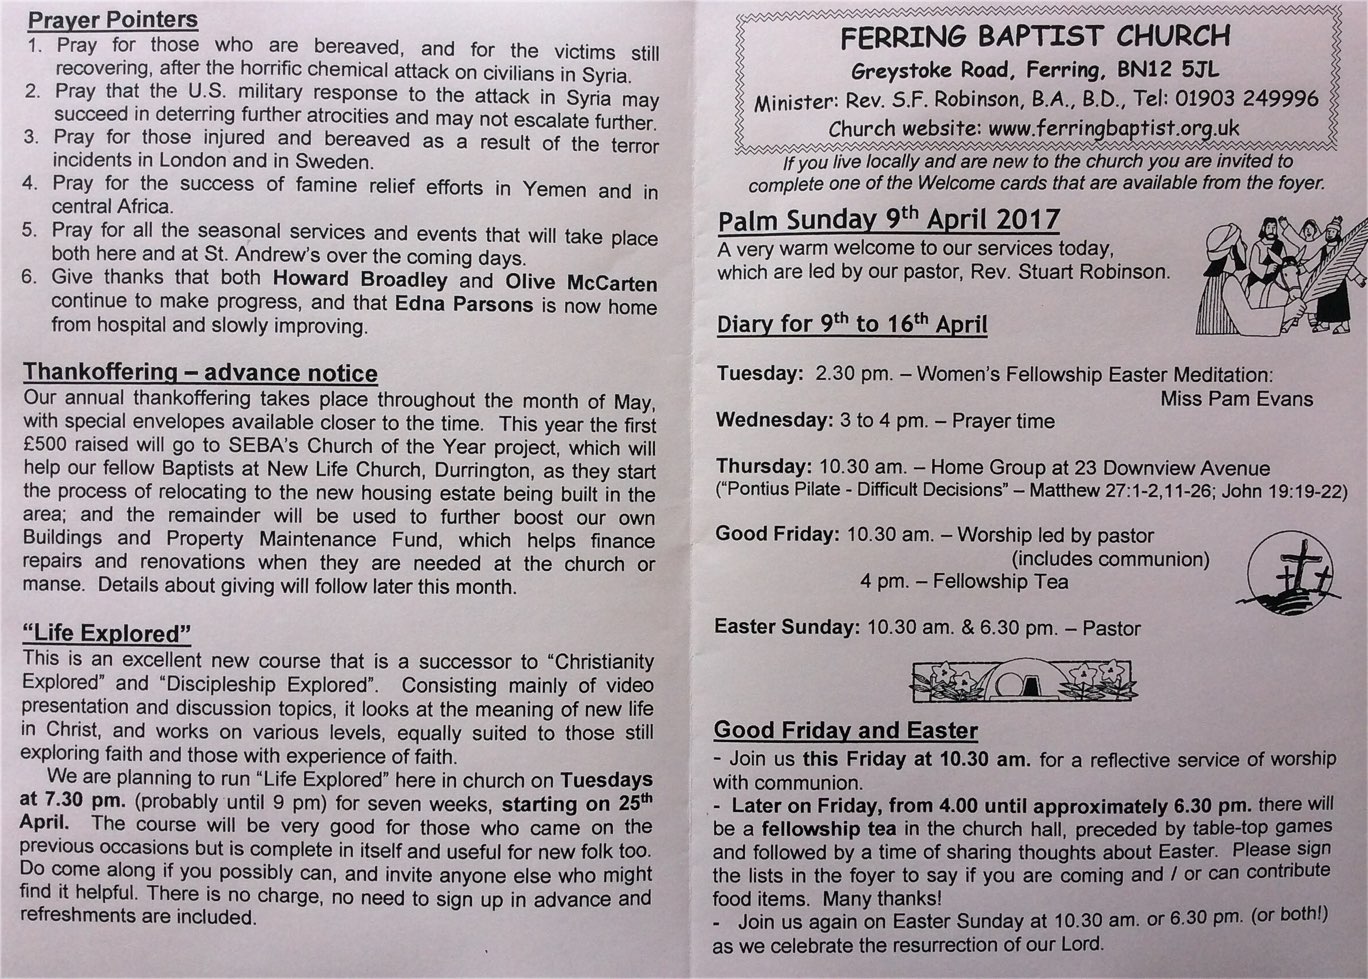 Prayer Pointers
1. Pray for those who are bereaved, and for the victims still
recovering, after the horrific chemical attack on civilians in Syria.
2. Pray that the U.S. military response to the attack in Syria may
succeed in deterring further atrocities and may not escalate further.
3. Pray for those injured and bereaved as a result of the terror
incidents in London and in Sweden.
4. Pray for the success of famine relief efforts in Yemen and in
central Africa.
5. Pray for all the seasonal services and events that will take place
both here and at St. Andrew's over the coming days.
6. Give thanks that both Howard Broadley and Olive McCarten
continue to make progress, and that Edna Parsons is now home
from hospital and slowly improving.
Thankoffering – advance notice
Our annual thankoffering takes place throughout the month of May,
with special envelopes available closer to the time. This year the first
£500 raised will go to SEBA's Church of the Year project, which will
help our fellow Baptists at New Life Church, Durrington, as they start
the process of relocating to the new housing estate being built in the
area; and the remainder will be used to further boost our own
Buildings and Property Maintenance Fund, which helps finance
repairs and renovations when they are needed at the church or
manse. Details about giving will follow later this month.
“Life Explored”
This is an excellent new course that is a successor to “Christianity
Explored” and “Discipleship Explored”. Consisting mainly of video
presentation and discussion topics, it looks at the meaning of new life
in Christ, and works on various levels, equally suited to those still
exploring faith and those with experience of faith.
We are planning to run “Life Explored” here in church on Tuesdays
at 7.30 pm. (probably until 9 pm) for seven weeks, starting on 25th
April. The course will be very good for those who came on the
previous occasions but is complete in itself and useful for new folk too.
Do come along if you possibly can, and invite anyone else who might
find it helpful. There is no charge, no need to sign up in advance and
refreshments are included.
FERRING BAPTIST CHURCH
Greystoke Road, Ferring, BN12 5JL
Minister: Rev. S.F. Robinson, B.A., B.D., Tel: 01903 249996
Church website: www.ferringbaptist.org.uk
If you live locally and are new to the church you are invited to
complete one of the Welcome cards that are available from the foyer.
Palm Sunday 9th April 2017
A very warm welcome to our services today,
which are led by our pastor, Rev. Stuart Robinson.
Diary for 9th to 16th April
Tuesday: 2.30 pm. – Women's Fellowship Easter Meditation:
Miss Pam Evans
Wednesday: 3 to 4 pm. – Prayer time
Thursday: 10.30 am. – Home Group at 23 Downview Avenue
(“Pontius Pilate - Difficult Decisions” – Matthew 27:1-2,11-26; John 19:19-22)
Good Friday: 10.30 am. – Worship led by pastor
(includes communion)
4 pm. – Fellowship Tea
Easter Sunday: 10.30 am. & 6.30 pm. – Pastor
Good Friday and Easter
- Join us this Friday at 10.30 am. for a reflective service of worship
with communion.
- Later on Friday, from 4.00 until approximately 6.30 pm. there will
be a fellowship tea in the church hall, preceded by table-top games
and followed by a time of sharing thoughts about Easter. Please sign
the lists in the foyer to say if you are coming and / or can contribute
food items. Many thanks!
- Join us again on Easter Sunday at 10.30 am. or 6.30 pm. (or both!)
as we celebrate the resurrection of our Lord.